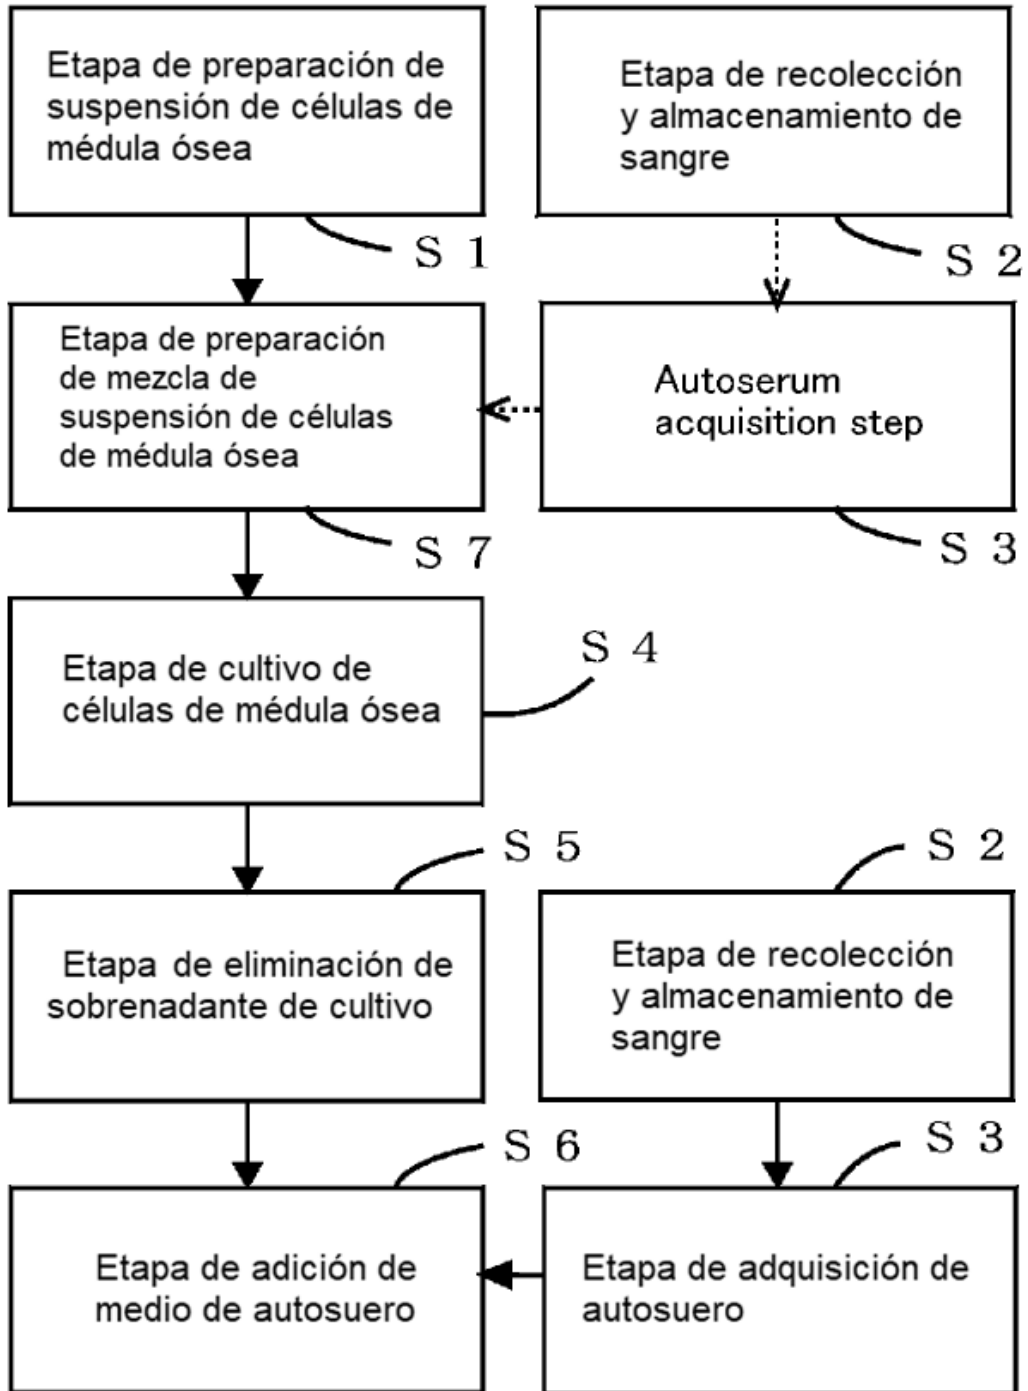 Etapa de preparación de
suspensión de células de
médula ósea
S 1
Etapa de recolección
y almacenamiento de
sangre
S 2
Etapa de preparación
de mezcla de
suspensión de células
de médula ósea
S 7
Autoserum
acquisition step
S 3
Etapa de cultivo de
células de médula ósea
S 4
S 5
Etapa de eliminación de
sobrenadante de cultivo
S 2
Etapa de recolección
y almacenamiento de
sangre
S 6
Etapa de adición de
medio de autosuero
S 3
Etapa de adquisición de
autosuero